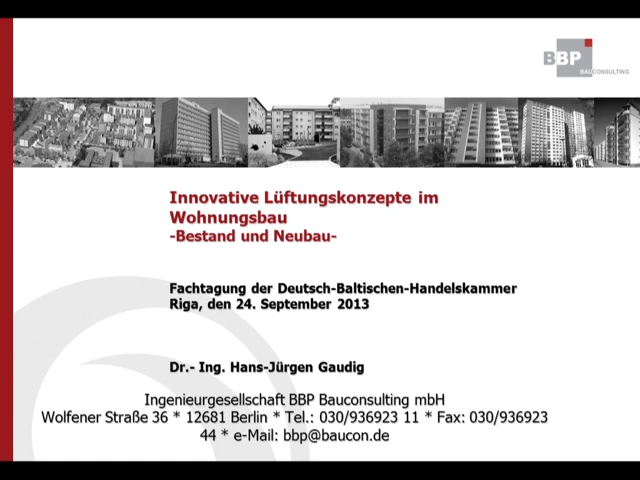 BBP
BAUCONSULTING
Innovative Lüftungskonzepte im
Wohnungsbau
-Bestand und Neubau-
Fachtagung der Deutsch-Baltischen-Handelskammer
Riga, den 24. September 2013
Dr.- Ing. Hans-Jürgen Gaudig
Ingenieurgesellschaft BBP Bauconsulting mbH
Wolfener Straße 36 * 12681 Berlin * Tel.: 030/936923 11 * Fax: 030/936923
44 * e-Mail: bbp@baucon.de